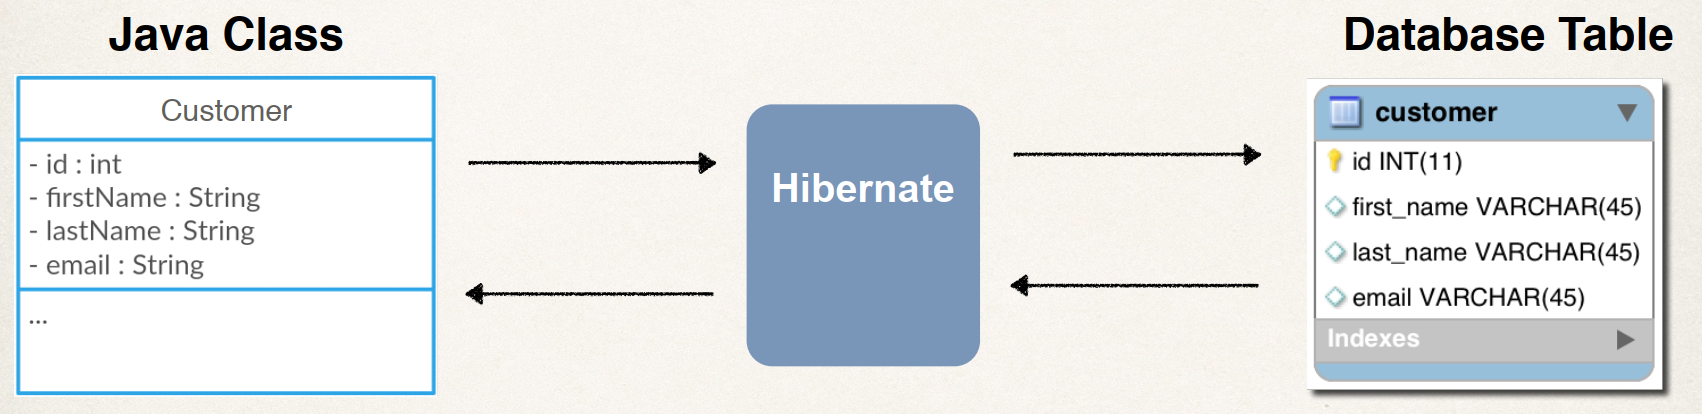 Java Class
Customer
- id : int
- firstName : String
- lastName : String
- email : String
...
Hibernate
Database Table
customer
id INT(11)
first_name VARCHAR(45)
last_name VARCHAR(45)
email VARCHAR(45)
Indexes